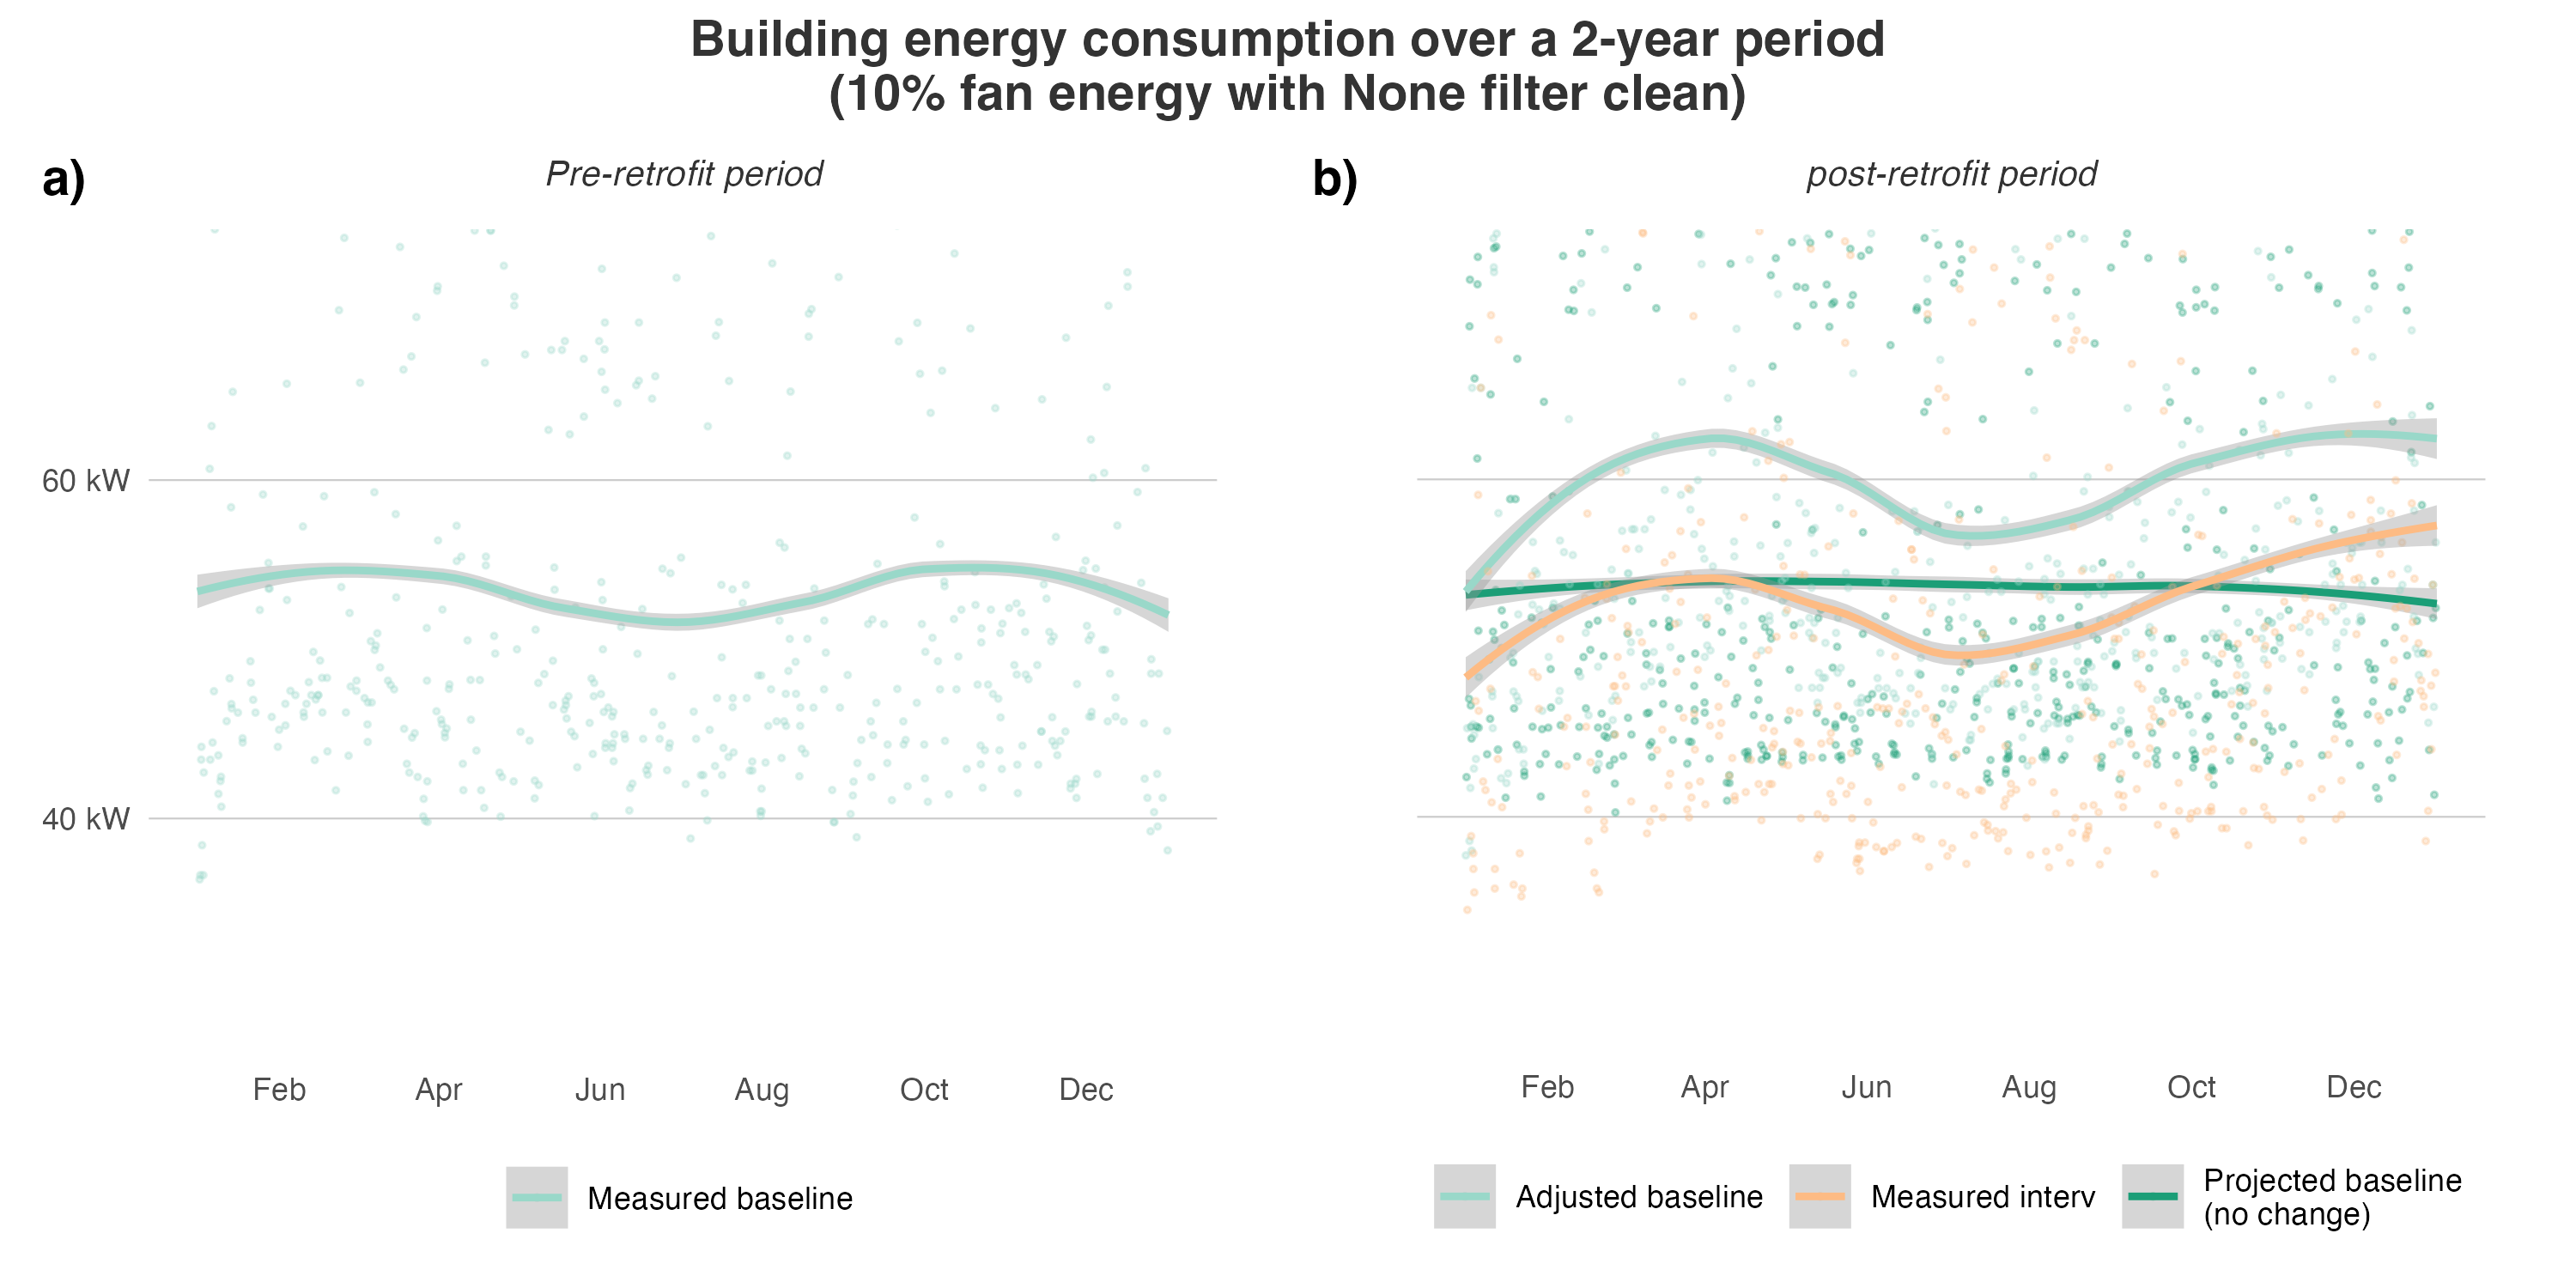 Building energy consumption over a 2-year period
(10% fan energy with None filter clean)
a)
Pre-retrofit period
60 kW
40 kW
Feb Apr Jun Aug Oct Dec
Measured baseline
b)
post-retrofit period
Feb Apr Jun Aug Oct Dec
Adjusted baseline
Measured interv
Projected baseline
(no change)